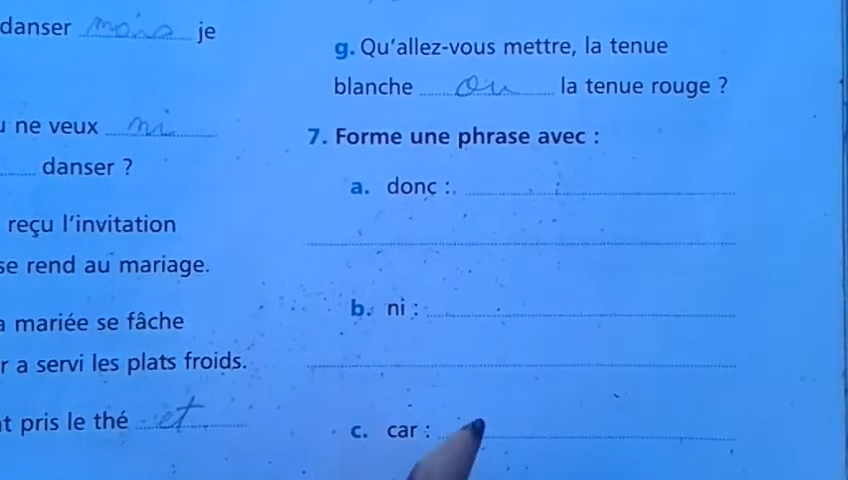 danser mais je
u ne veux ni
danser ?
reçu l'invitation
se rend au mariage.
a mariée se fâche
r a servi les plats froids.
t pris le thé et
g. Qu'allez-vous mettre, la tenue
blanche ou la tenue rouge ?
7. Forme une phrase avec :
a. donc :
b. ni :
c. car :